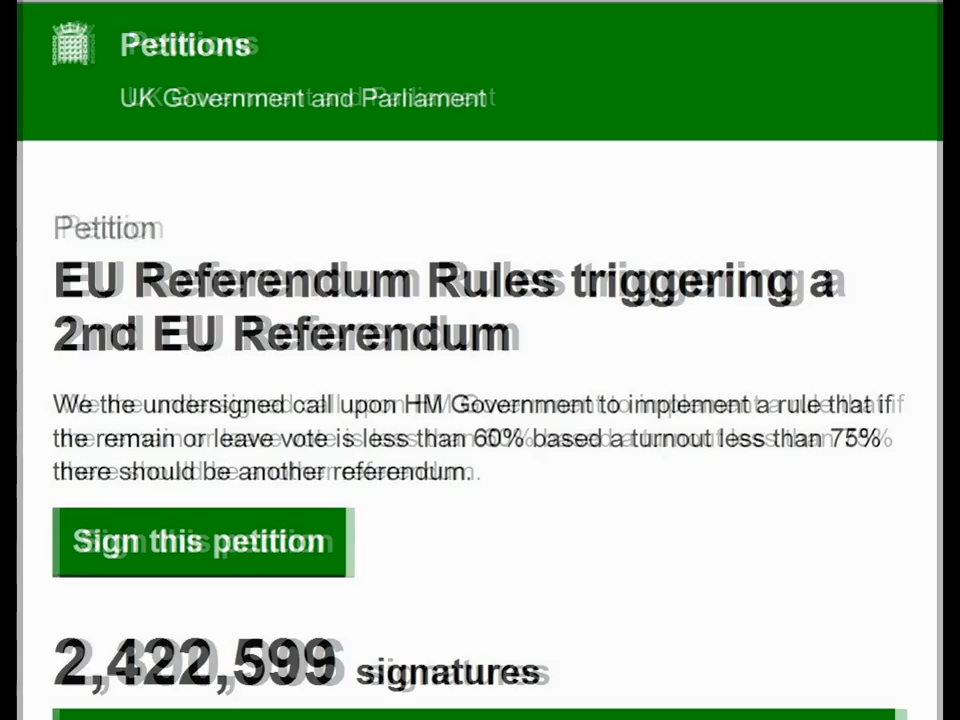 Petitions
UK Government and Parliament
Petition
EU Referendum Rules triggering a
2nd EU Referendum
We the undersigned call upon HM Government to implement a rule that if
the remain or leave vote is less than 60% based a turnout less than 75%
there should be another referendum.
Sign this petition
2,422,599 signatures